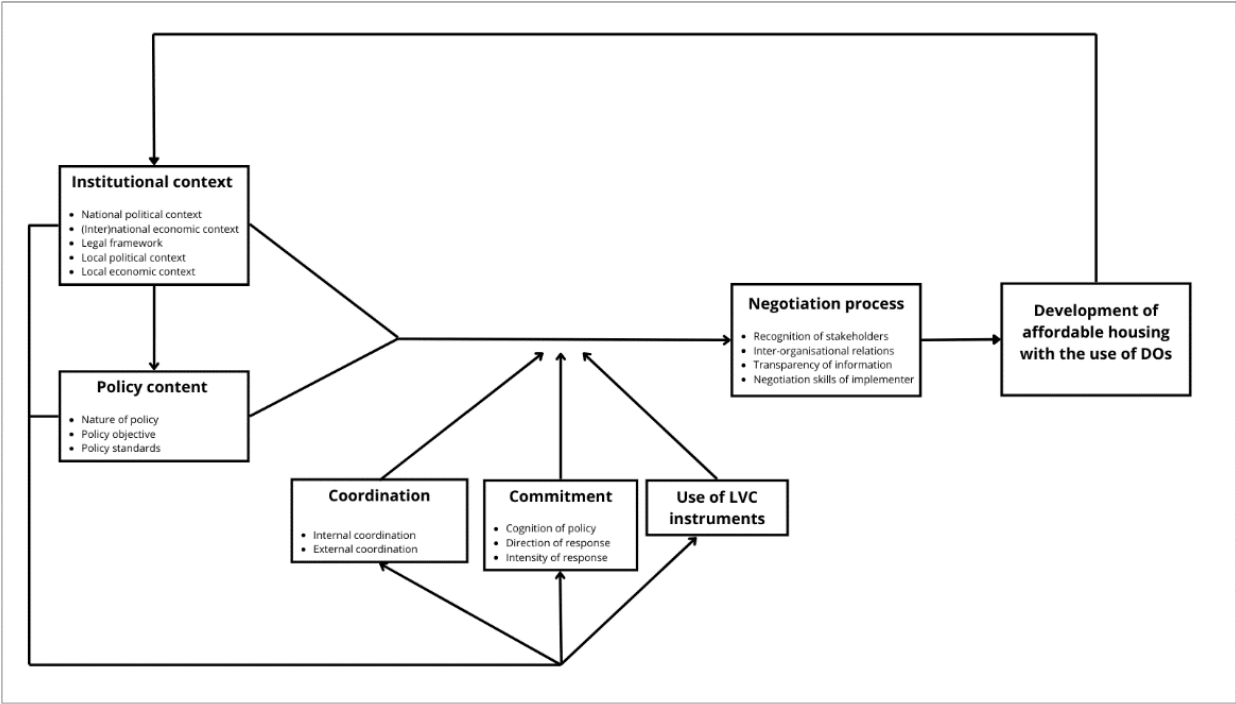 Institutional context
• National political context
• (Inter)national economic context
• Legal framework
• Local political context
• Local economic context
Policy content
• Nature of policy
• Policy objective
• Policy standards
Coordination
• Internal coordination
• External coordination
Commitment
• Cognition of policy
• Direction of response
• Intensity of response
Use of LVC
instruments
Negotiation process
• Recognition of stakeholders
• Inter-organisational relations
• Transparency of information
• Negotiation skills of implementer
Development of
affordable housing
with the use of DOs